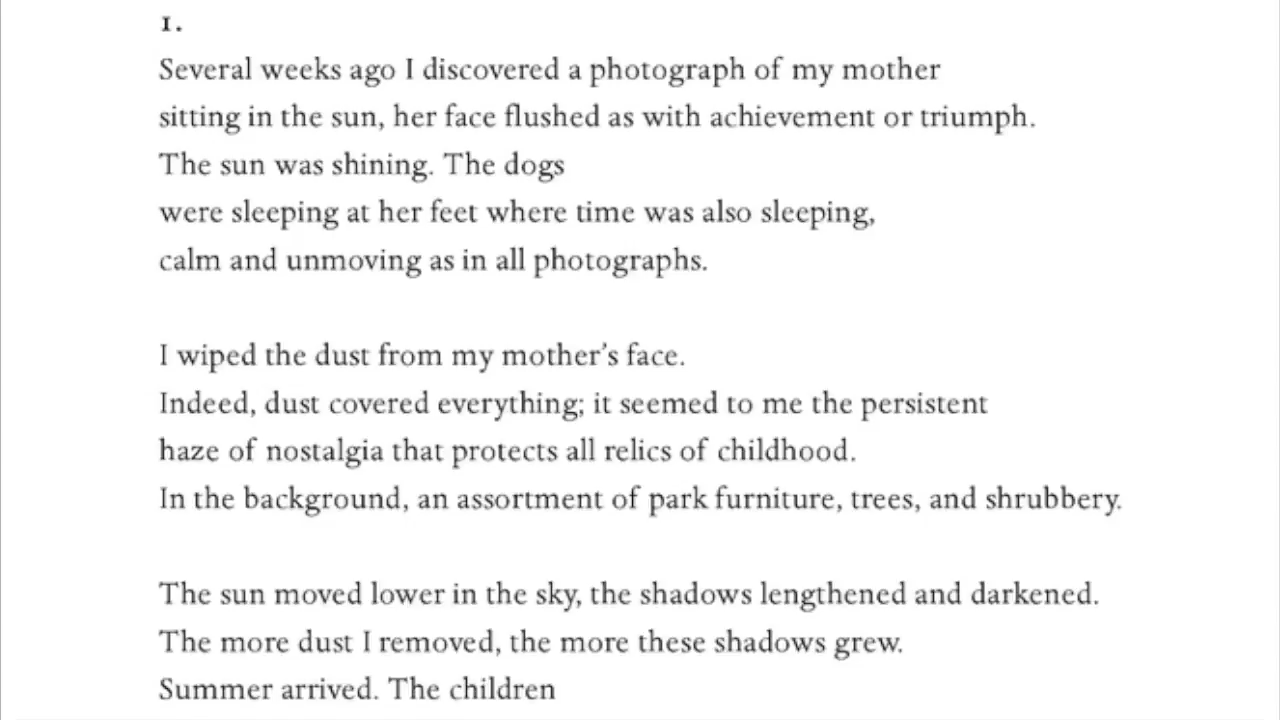 1.
Several weeks ago I discovered a photograph of my mother
sitting in the sun, her face flushed as with achievement or triumph.
The sun was shining. The dogs
were sleeping at her feet where time was also sleeping,
calm and unmoving as in all photographs.
I wiped the dust from my mother’s face.
Indeed, dust covered everything; it seemed to me the persistent
haze of nostalgia that protects all relics of childhood.
In the background, an assortment of park furniture, trees, and shrubbery.
The sun moved lower in the sky, the shadows lengthened and darkened.
The more dust I removed, the more these shadows grew.
Summer arrived. The children